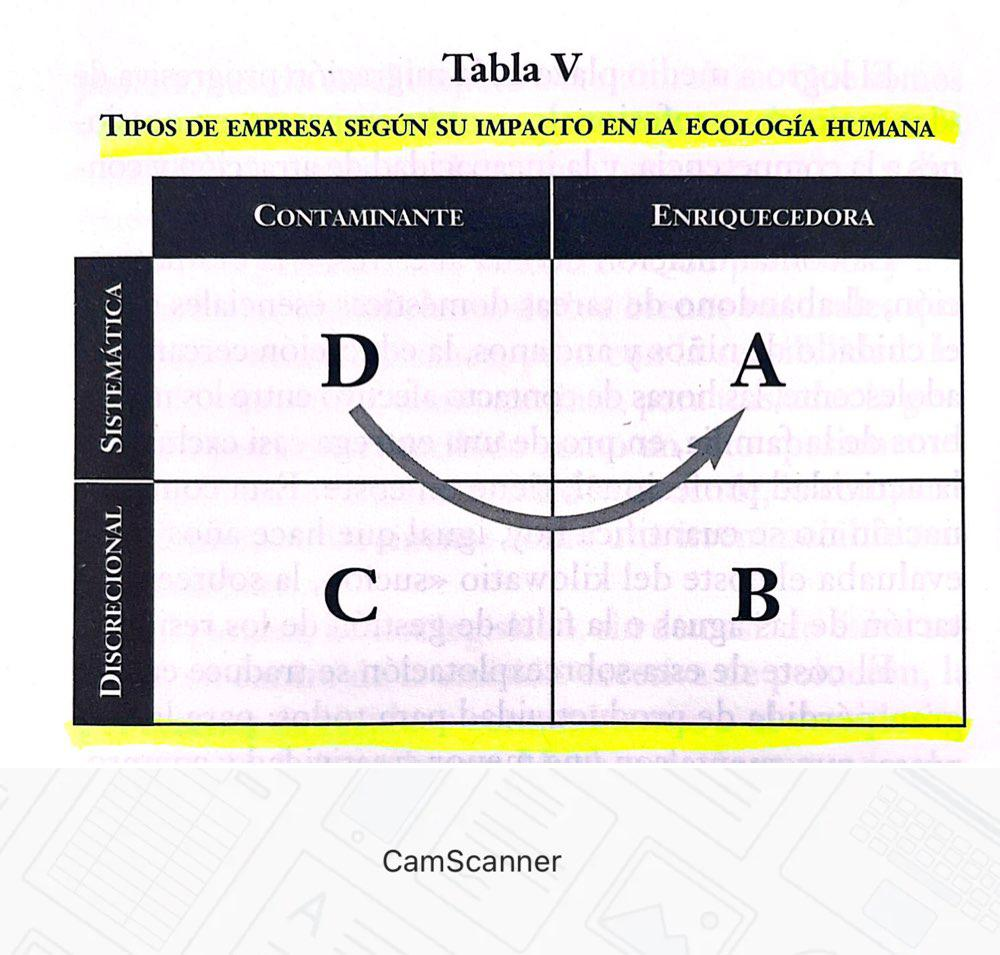 Tabla V
TIPOS DE EMPRESA SEGÚN SU IMPACTO EN LA ECOLOGÍA HUMANA
CONTAMINANTE ENRIQUECEDORA
SISTEMÁTICA
D A
DISCRECIONAL
C B
CamScanner